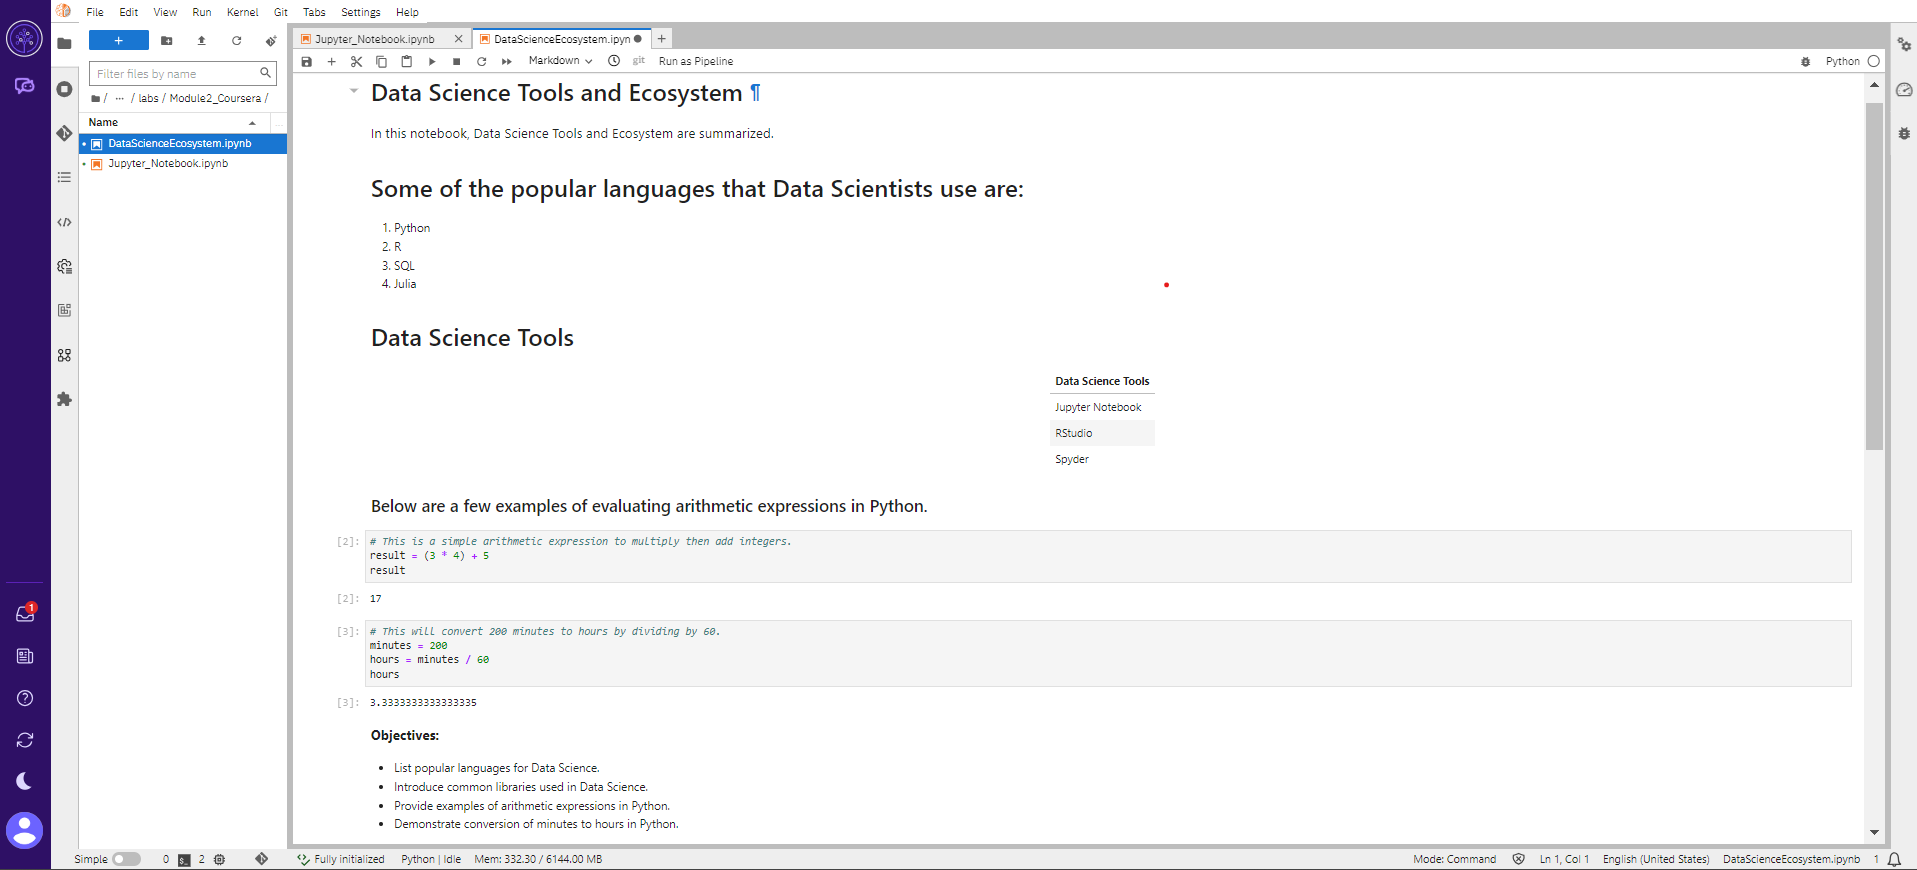 File Edit View Run Kernel Git Tabs Settings Help
+
Filter files by name
/ ... / labs / Module2_Coursera /
Name
DataScienceEcosystem.ipynb
Jupyter_Notebook.ipynb
Jupyter_Notebook.ipynb
DataScienceEcosystem.ipyn
Markdown
git
Run as Pipeline
Python
Data Science Tools and Ecosystem ¶
In this notebook, Data Science Tools and Ecosystem are summarized.
Some of the popular languages that Data Scientists use are:
1. Python
2. R
3. SQL
4. Julia
Data Science Tools
Data Science Tools
Jupyter Notebook
RStudio
Spyder
Below are a few examples of evaluating arithmetic expressions in Python.
[2]: # This is a simple arithmetic expression to multiply then add integers.
result = (3 * 4) + 5
result
[2]: 17
[3]: # This will convert 200 minutes to hours by dividing by 60.
minutes = 200
hours = minutes / 60
hours
[3]: 3.3333333333333335
Objectives:
• List popular languages for Data Science.
• Introduce common libraries used in Data Science.
• Provide examples of arithmetic expressions in Python.
• Demonstrate conversion of minutes to hours in Python.
1
Simple 0 2 Fully initialized Python | Idle Mem: 332.30 / 6144.00 MB Mode: Command Ln 1, Col 1 English (United States) DataScienceEcosystem.ipynb 1